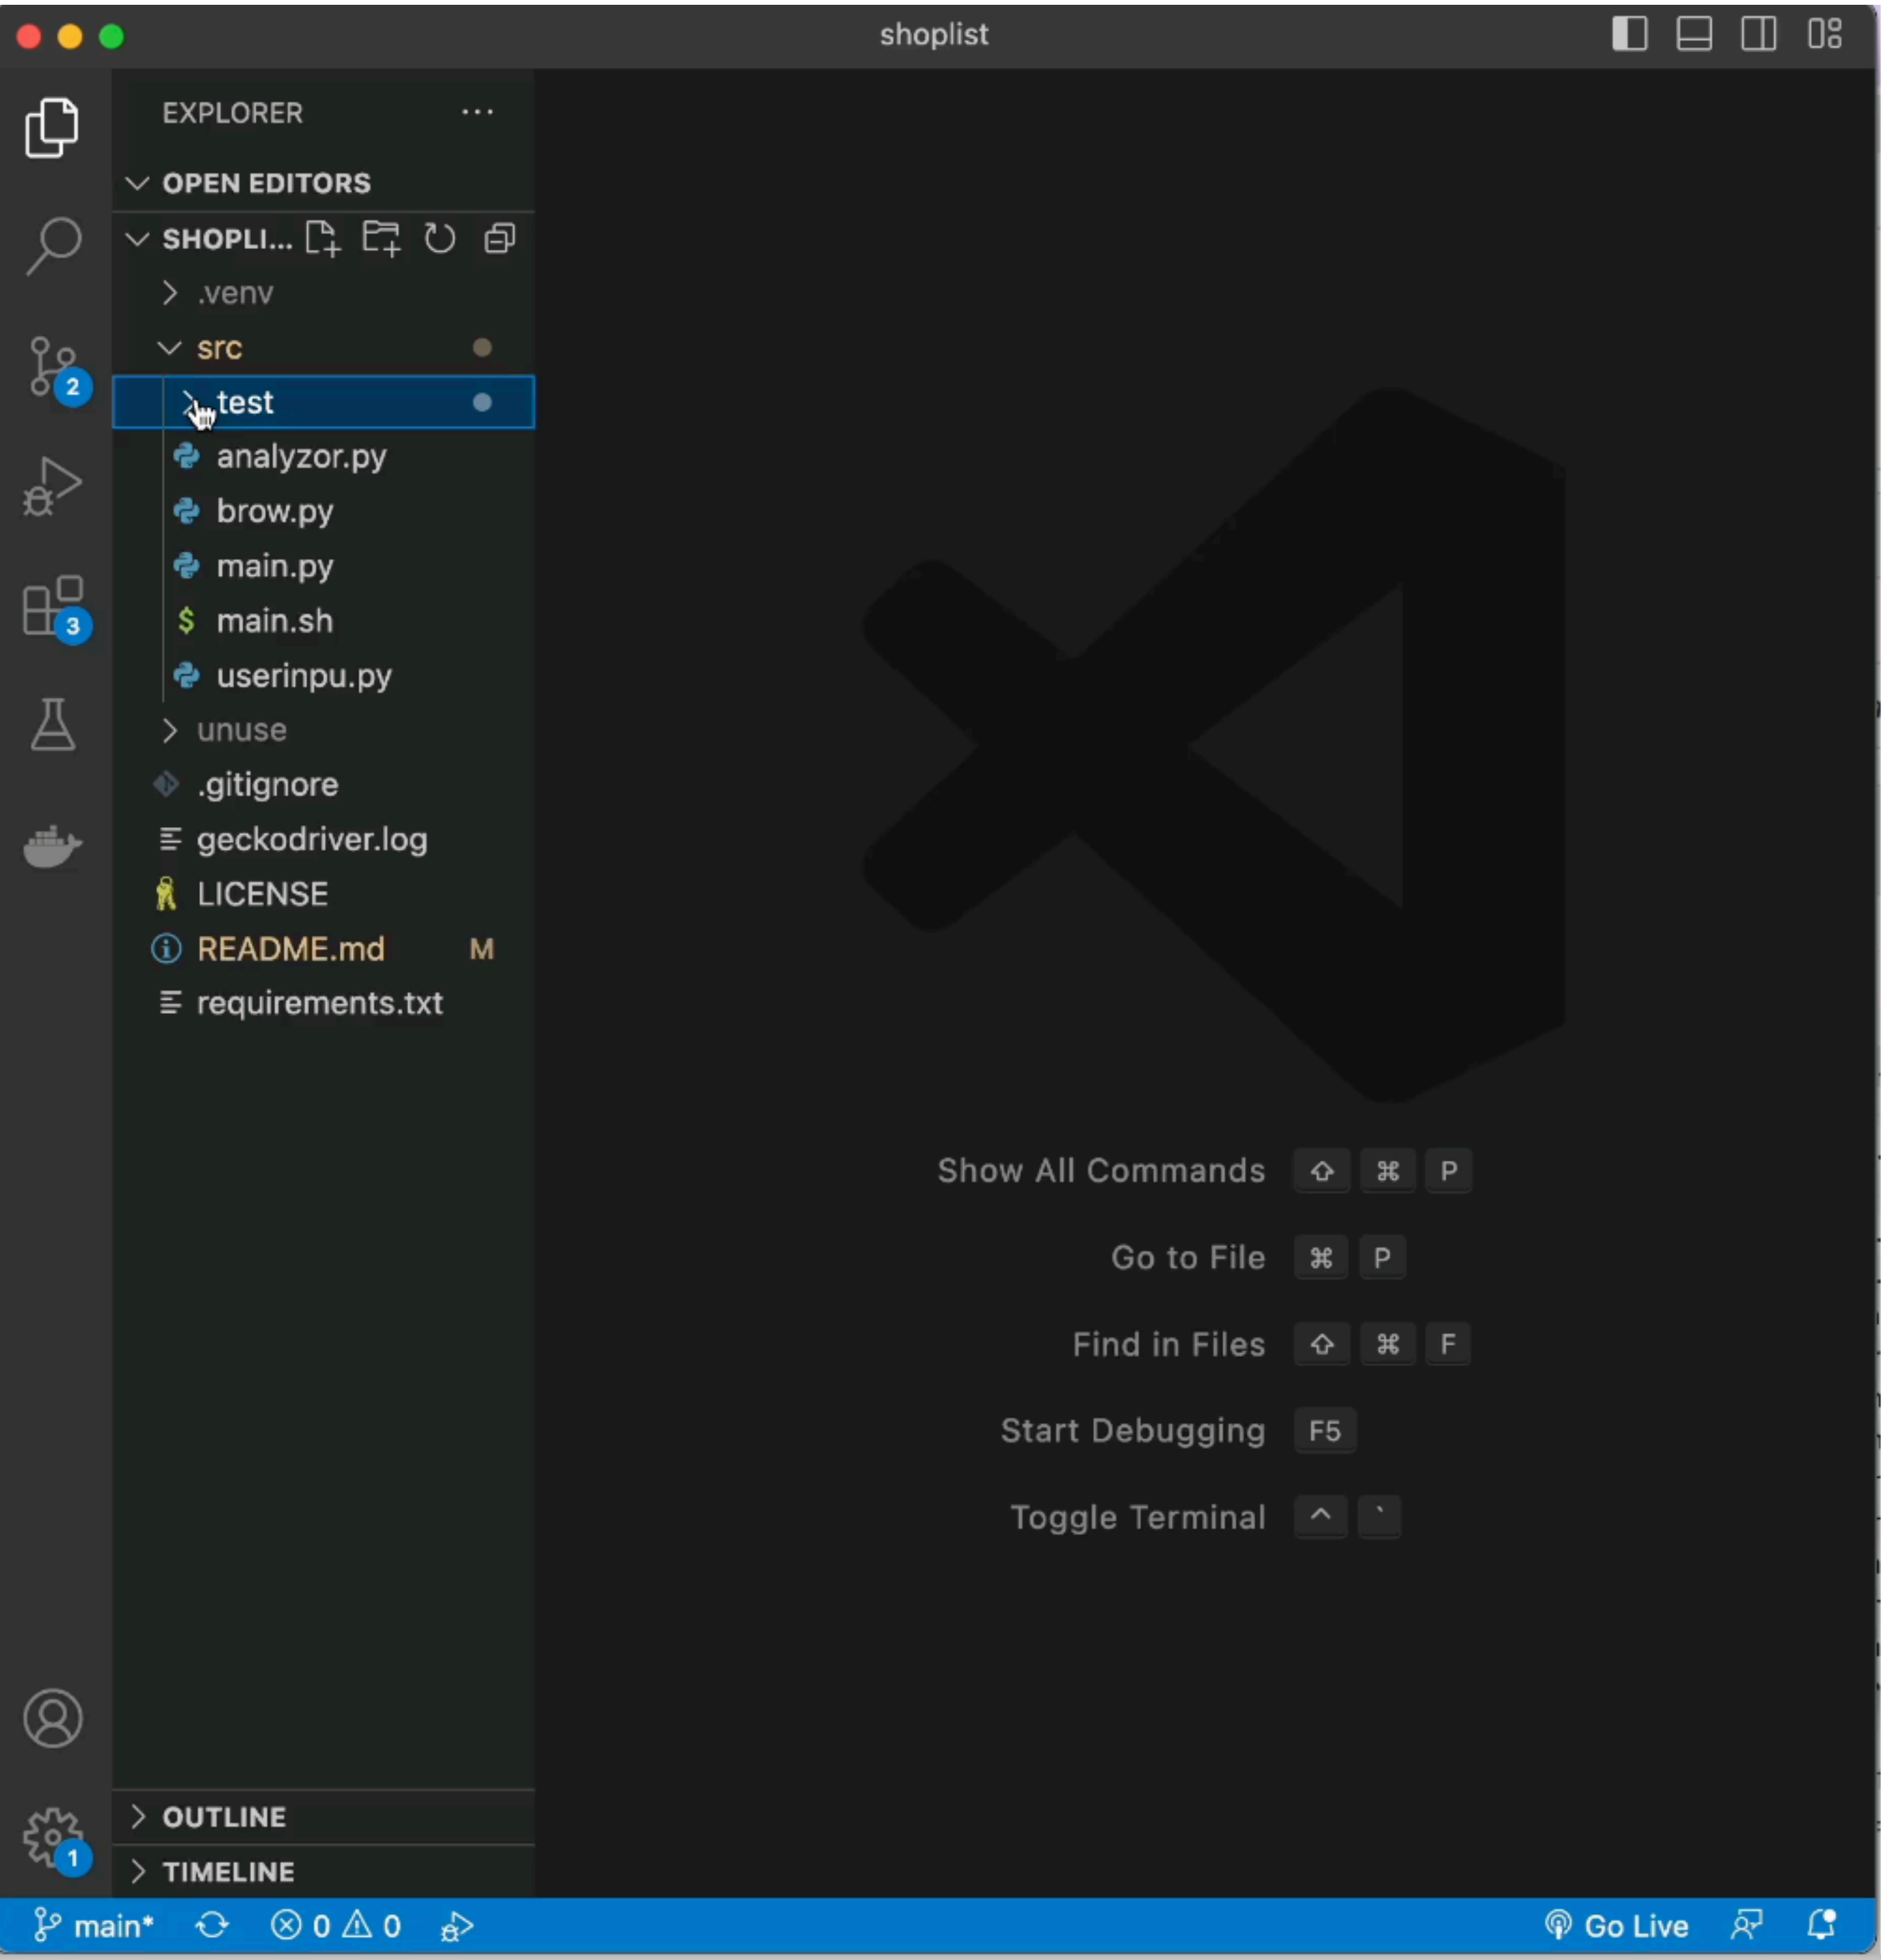 shoplist
EXPLORER
OPEN EDITORS
SHOPLI...
.venv
src
test
analyzor.py
brow.py
main.py
$ main.sh
userinpu.py
unuse
.gitignore
geckodriver.log
LICENSE
README.md M
requirements.txt
2
3
Show All Commands ⇧ ⌘ P
Go to File ⌘ P
Find in Files ⇧ ⌘ F
Start Debugging F5
Toggle Terminal ^ `
OUTLINE
TIMELINE
1
main* 0 0 Go Live